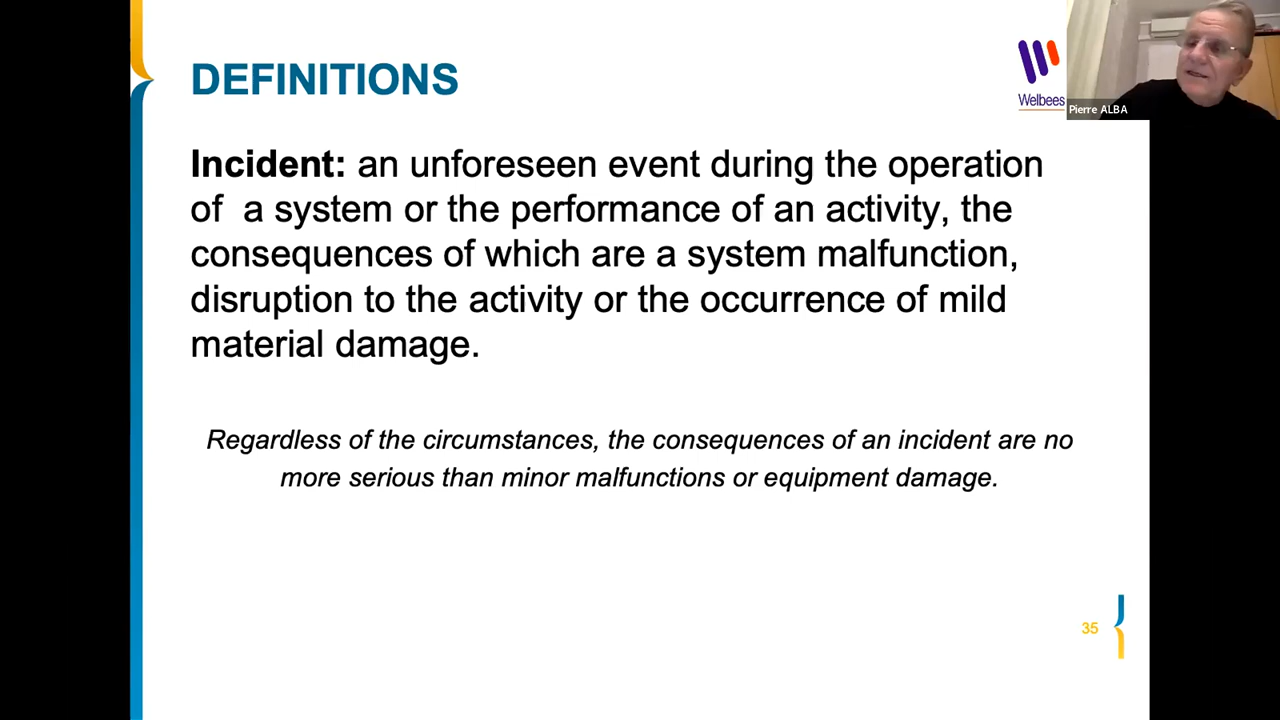 DEFINITIONS
Welbees
Pierre ALBA
Incident: an unforeseen event during the operation
of a system or the performance of an activity, the
consequences of which are a system malfunction,
disruption to the activity or the occurrence of mild
material damage.
Regardless of the circumstances, the consequences of an incident are no
more serious than minor malfunctions or equipment damage.
35